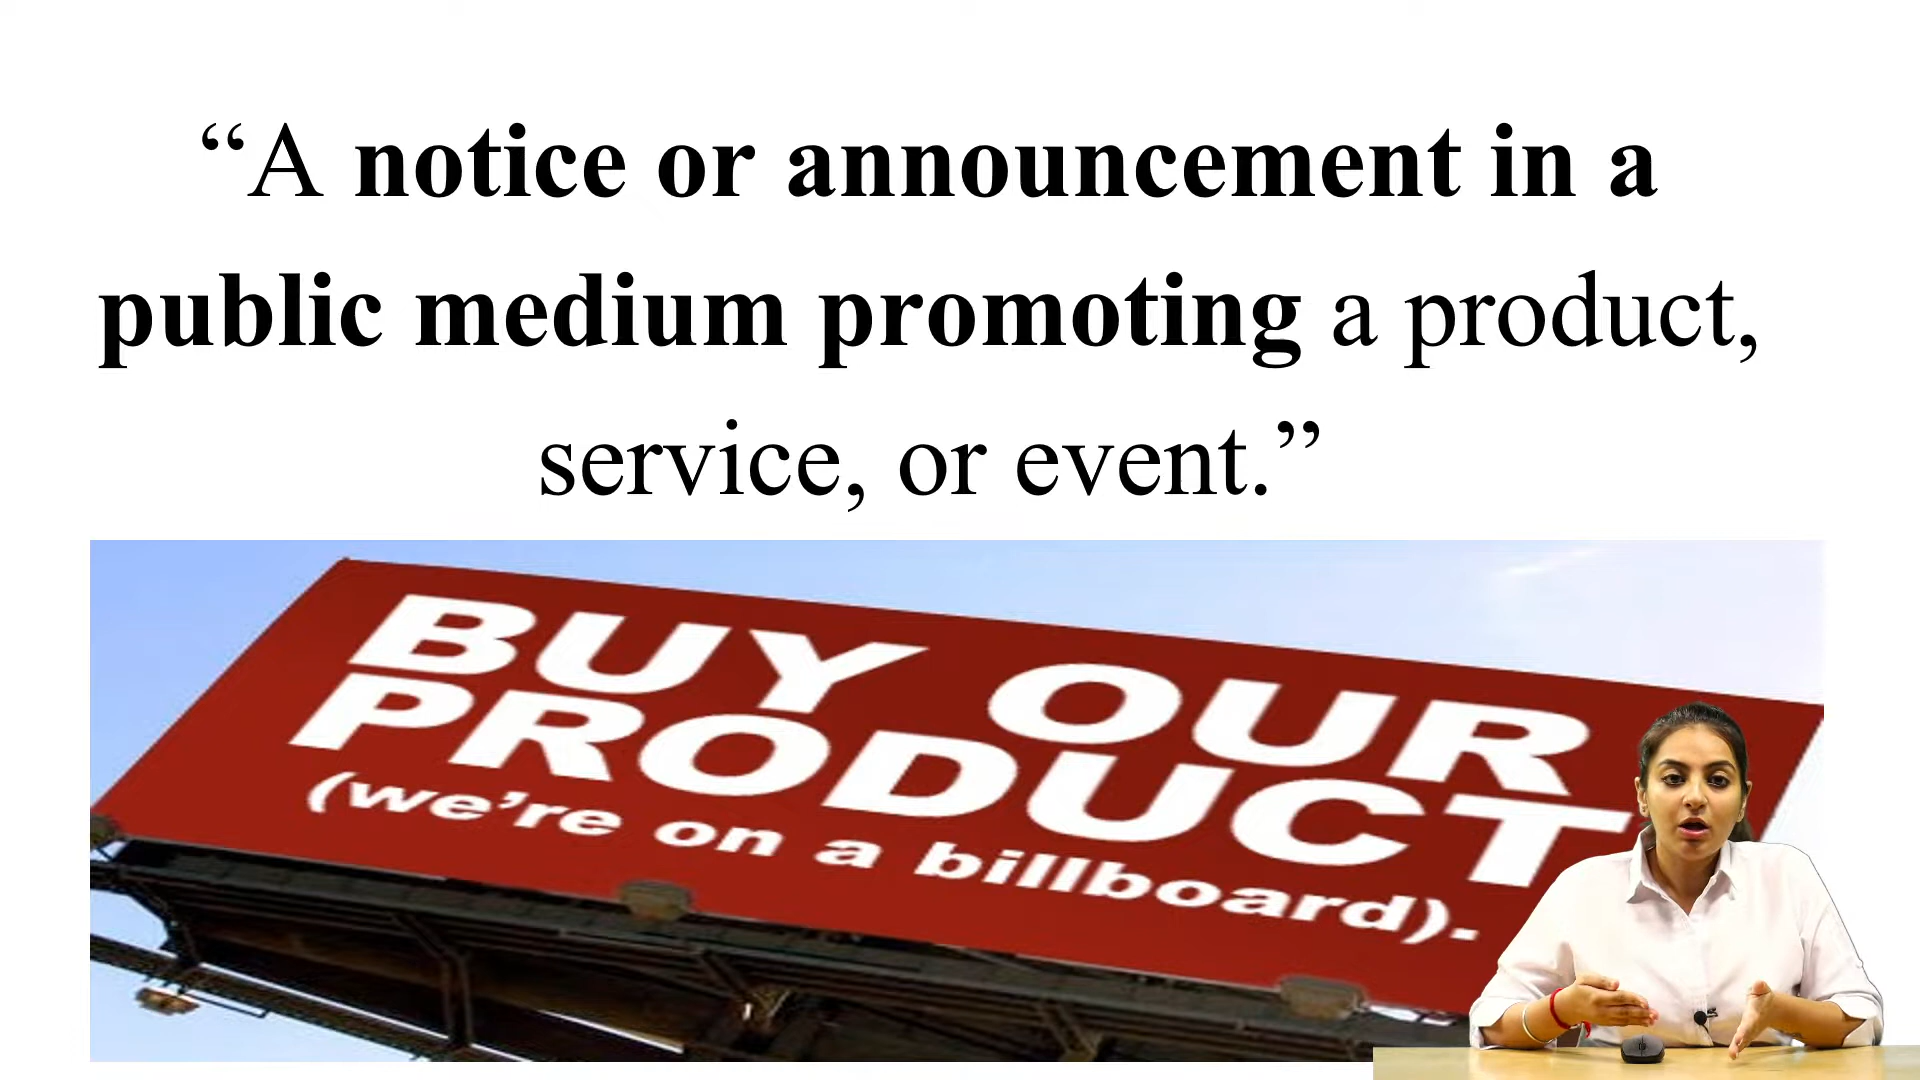 “A notice or announcement in a
public medium promoting a product,
service, or event.”
BUY OUR
PRODUCT
(we’re on a billboard).